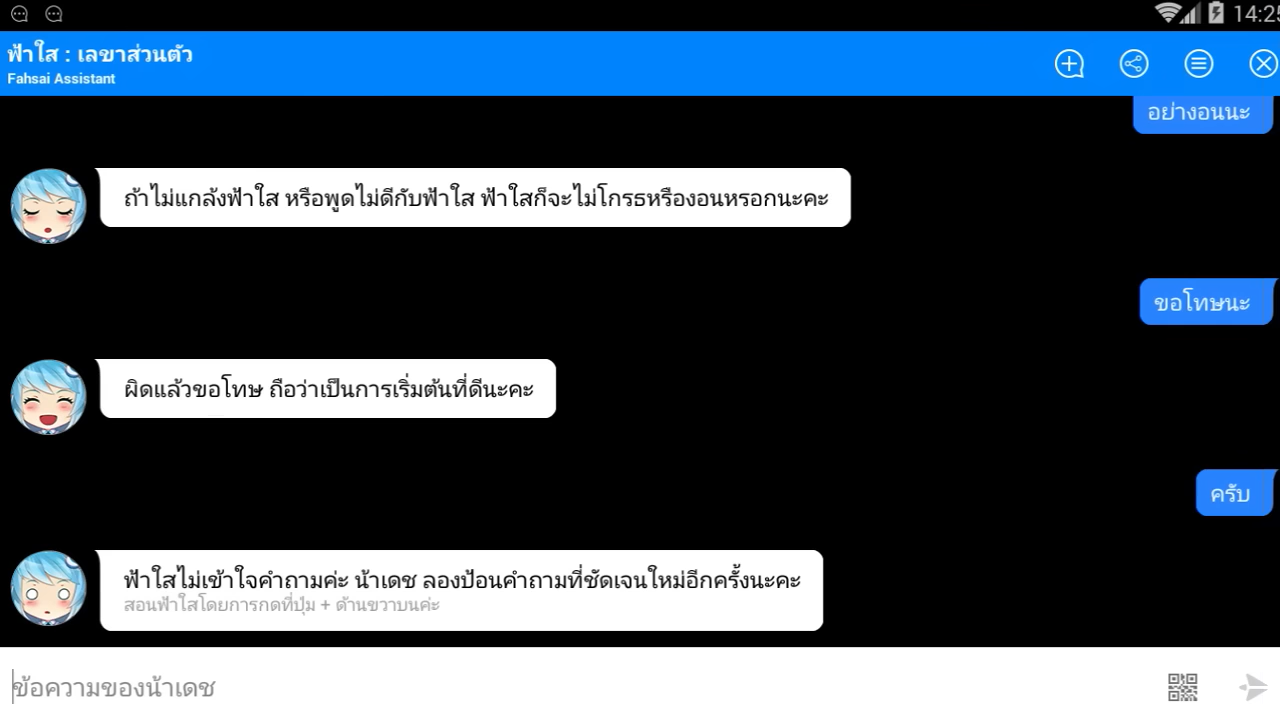 14:25
ฟ้าใส : เลขาส่วนตัว
Fahsai Assistant
อย่างอนนะ
ถ้าไม่แกล้งฟ้าใส หรือพูดไม่ดีกับฟ้าใส ฟ้าใสก็จะไม่โกรธหรืองอนหรอกนะคะ
ขอโทษนะ
ผิดแล้วขอโทษ ถือว่าเป็นการเริ่มต้นที่ดีนะคะ
ครับ
ฟ้าใสไม่เข้าใจคำถามค่ะ น้าเดช ลองป้อนคำถามที่ชัดเจนใหม่อีกครั้งนะคะ
สอนฟ้าใสโดยการกดที่ปุ่ม + ด้านขวาบนค่ะ
ข้อความของน้าเดช